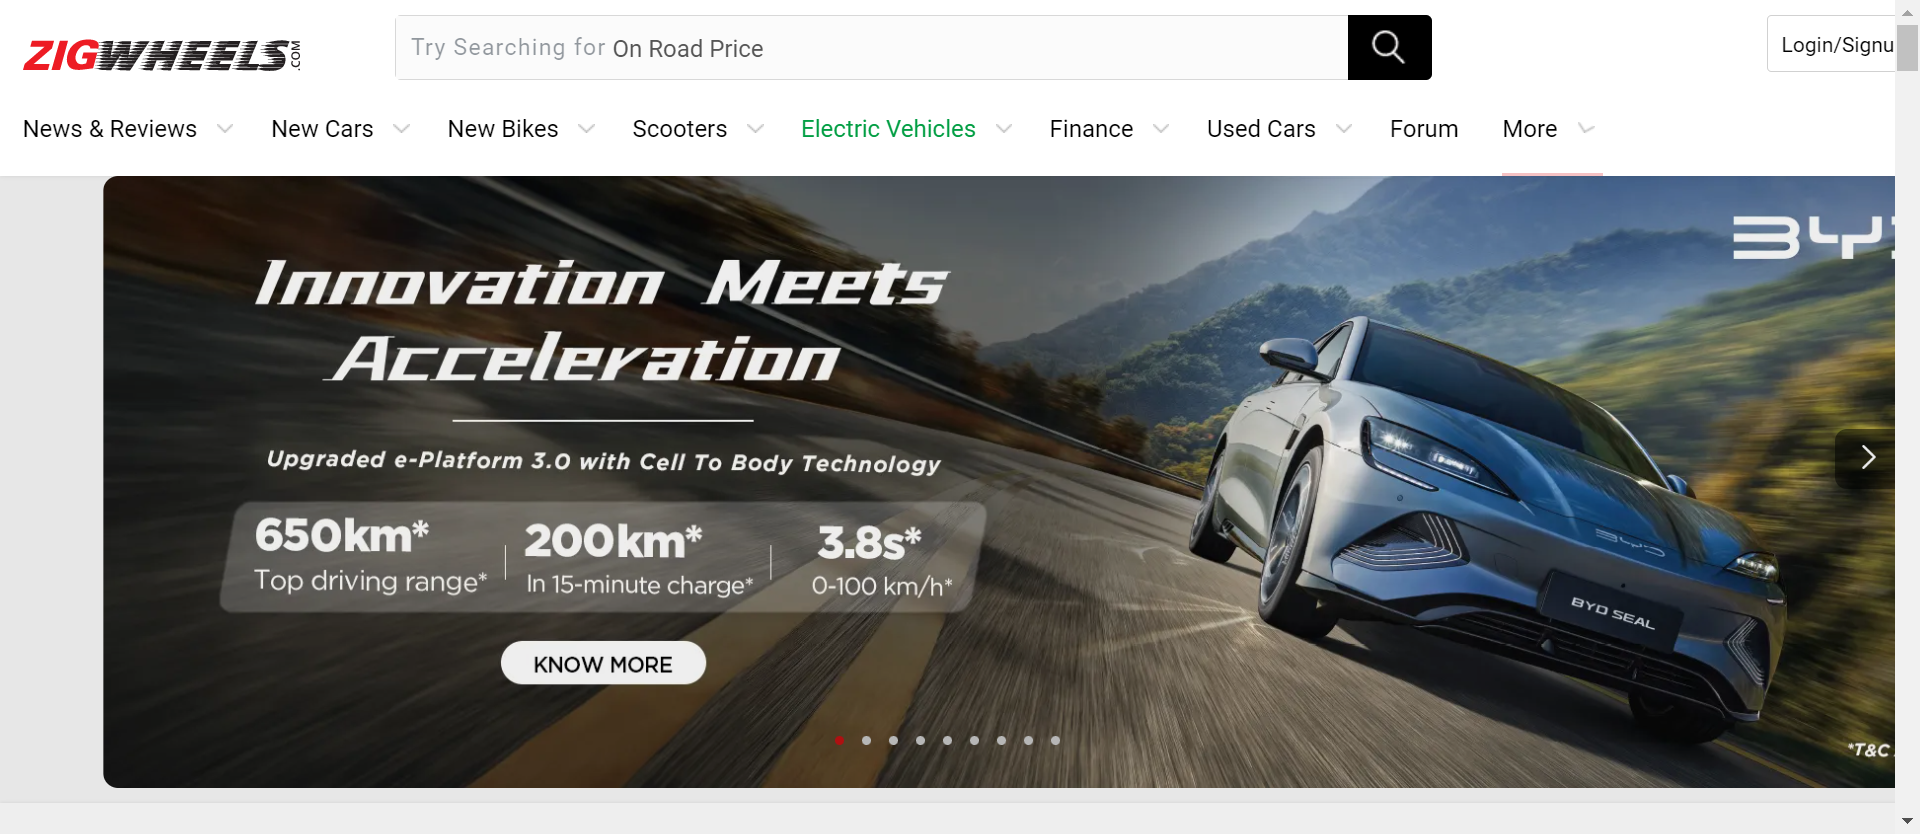 ZIGWHEELS.COM
Try Searching for On Road Price
Login/Signu
News & Reviews
New Cars
New Bikes
Scooters
Electric Vehicles
Finance
Used Cars
Forum
More
BY
Innovation Meets
Acceleration
Upgraded e-Platform 3.0 with Cell To Body Technology
650km*
Top driving range*
200km*
In 15-minute charge*
3.8s*
0-100 km/h*
KNOW MORE
BYD
BYD SEAL
*T&C